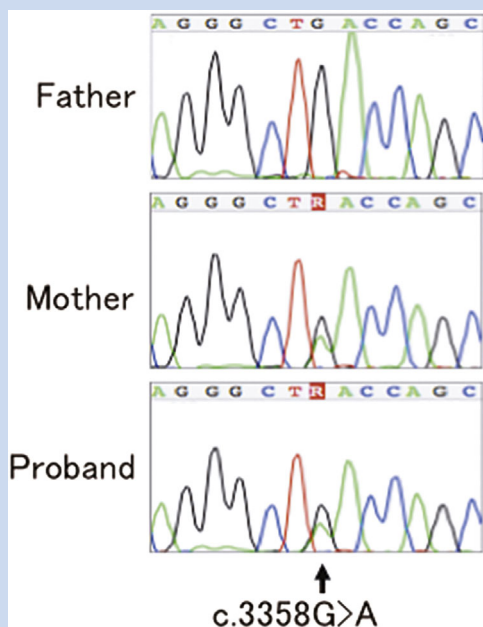 A G G G C T G A C C A G C
Father
A G G G C T R A C C A G C
Mother
A G G G C T R A C C A G C
Proband
c.3358G>A